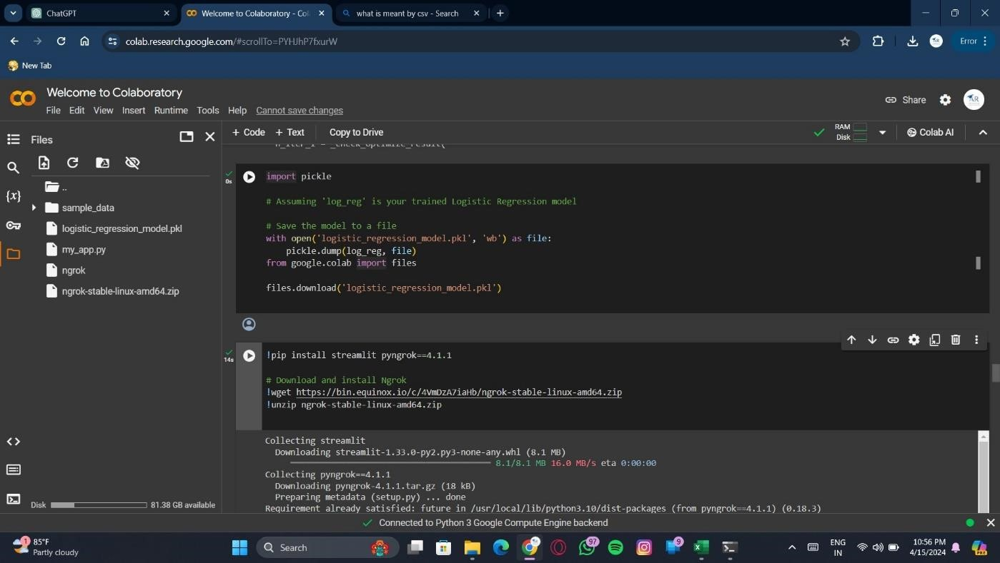 ChatGPT
Welcome to Colaboratory - Col
what is meant by csv - Search
colab.research.google.com/#scrollTo=PYHJhP7fxurW
Error
New Tab
Welcome to Colaboratory
File Edit View Insert Runtime Tools Help Cannot save changes
Share
AR
Files
+ Code + Text Copy to Drive
RAM
Disk
Colab AI
n_iter_i = _check_optimize_result(
..
sample_data
logistic_regression_model.pkl
my_app.py
ngrok
ngrok-stable-linux-amd64.zip
{x}
Disk 81.38 GB available
0s
import pickle
# Assuming 'log_reg' is your trained Logistic Regression model
# Save the model to a file
with open('logistic_regression_model.pkl', 'wb') as file:
pickle.dump(log_reg, file)
from google.colab import files
files.download('logistic_regression_model.pkl')
14s
!pip install streamlit pyngrok==4.1.1
# Download and install Ngrok
!wget https://bin.equinox.io/c/4VmDzA7iaHb/ngrok-stable-linux-amd64.zip
!unzip ngrok-stable-linux-amd64.zip
Collecting streamlit
Downloading streamlit-1.33.0-py2.py3-none-any.whl (8.1 MB)
8.1/8.1 MB 16.0 MB/s eta 0:00:00
Collecting pyngrok==4.1.1
Downloading pyngrok-4.1.1.tar.gz (18 kB)
Preparing metadata (setup.py) ... done
Requirement already satisfied: future in /usr/local/lib/python3.10/dist-packages (from pyngrok==4.1.1) (0.18.3)
Connected to Python 3 Google Compute Engine backend
1
85°F
Partly cloudy
Search
97
9
ENG
IN
10:56 PM
4/15/2024
PRE